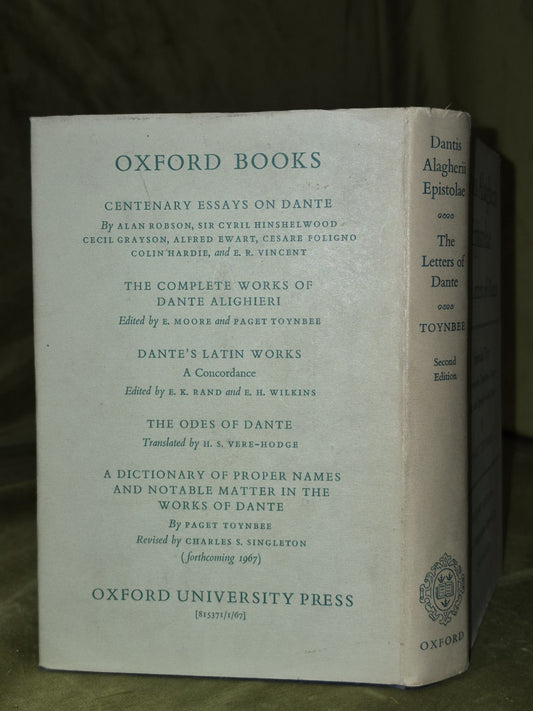 OXFORD BOOKS
CENTENARY ESSAYS ON DANTE
By ALAN ROBSON, SIR CYRIL HINSHELWOOD
CECIL GRAYSON, ALFRED EWART, CESARE FOLIGNO
COLIN HARDIE, and E. R. VINCENT
THE COMPLETE WORKS OF
DANTE ALIGHIERI
Edited by E. MOORE and PAGET TOYNBEE
DANTE'S LATIN WORKS
A Concordance
Edited by E. K. RAND and E. H. WILKINS
THE ODES OF DANTE
Translated by H. S. VERE-HODGE
A DICTIONARY OF PROPER NAMES
AND NOTABLE MATTER IN THE
WORKS OF DANTE
By PAGET TOYNBEE
Revised by CHARLES S. SINGLETON
(forthcoming 1967)
OXFORD UNIVERSITY PRESS
[815371/1/67]
Dantis
Alagherii
Epistolae
The
Letters of
Dante
TOYNBEE
Second
Edition
OXFORD